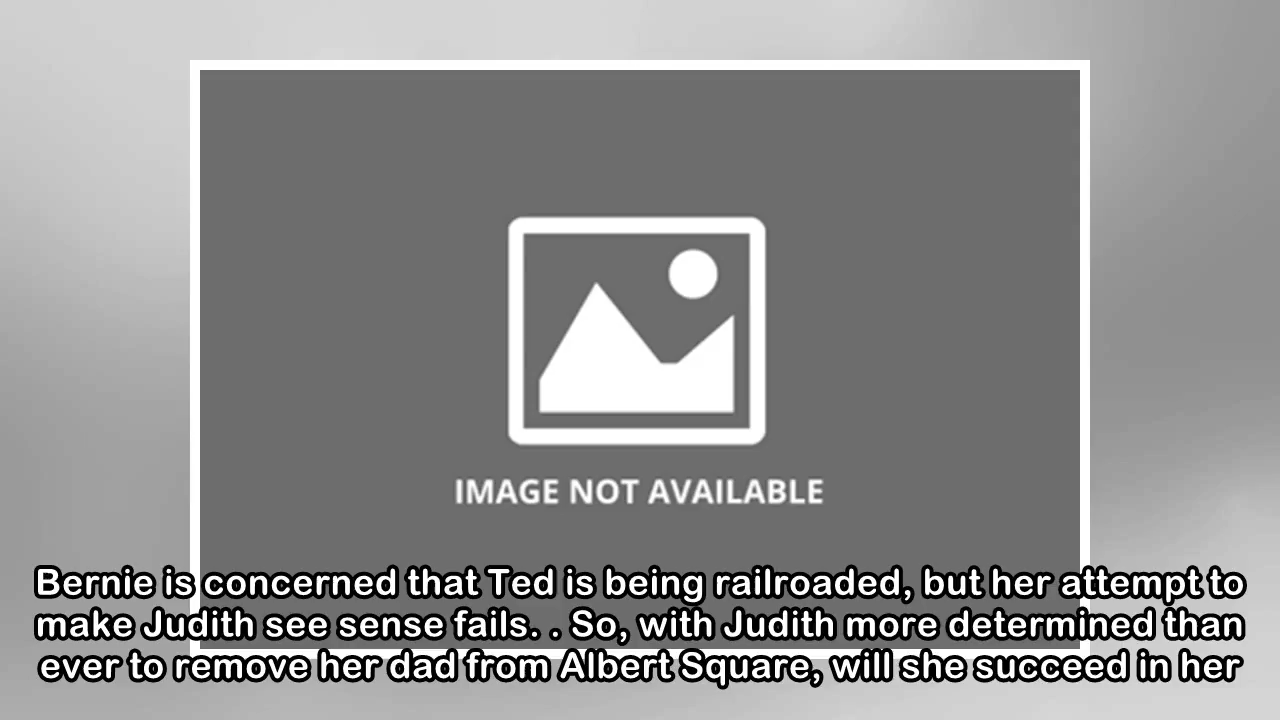 IMAGE NOT AVAILABLE
Bernie is concerned that Ted is being railroaded, but her attempt to
make Judith see sense fails. . So, with Judith more determined than
ever to remove her dad from Albert Square, will she succeed in her